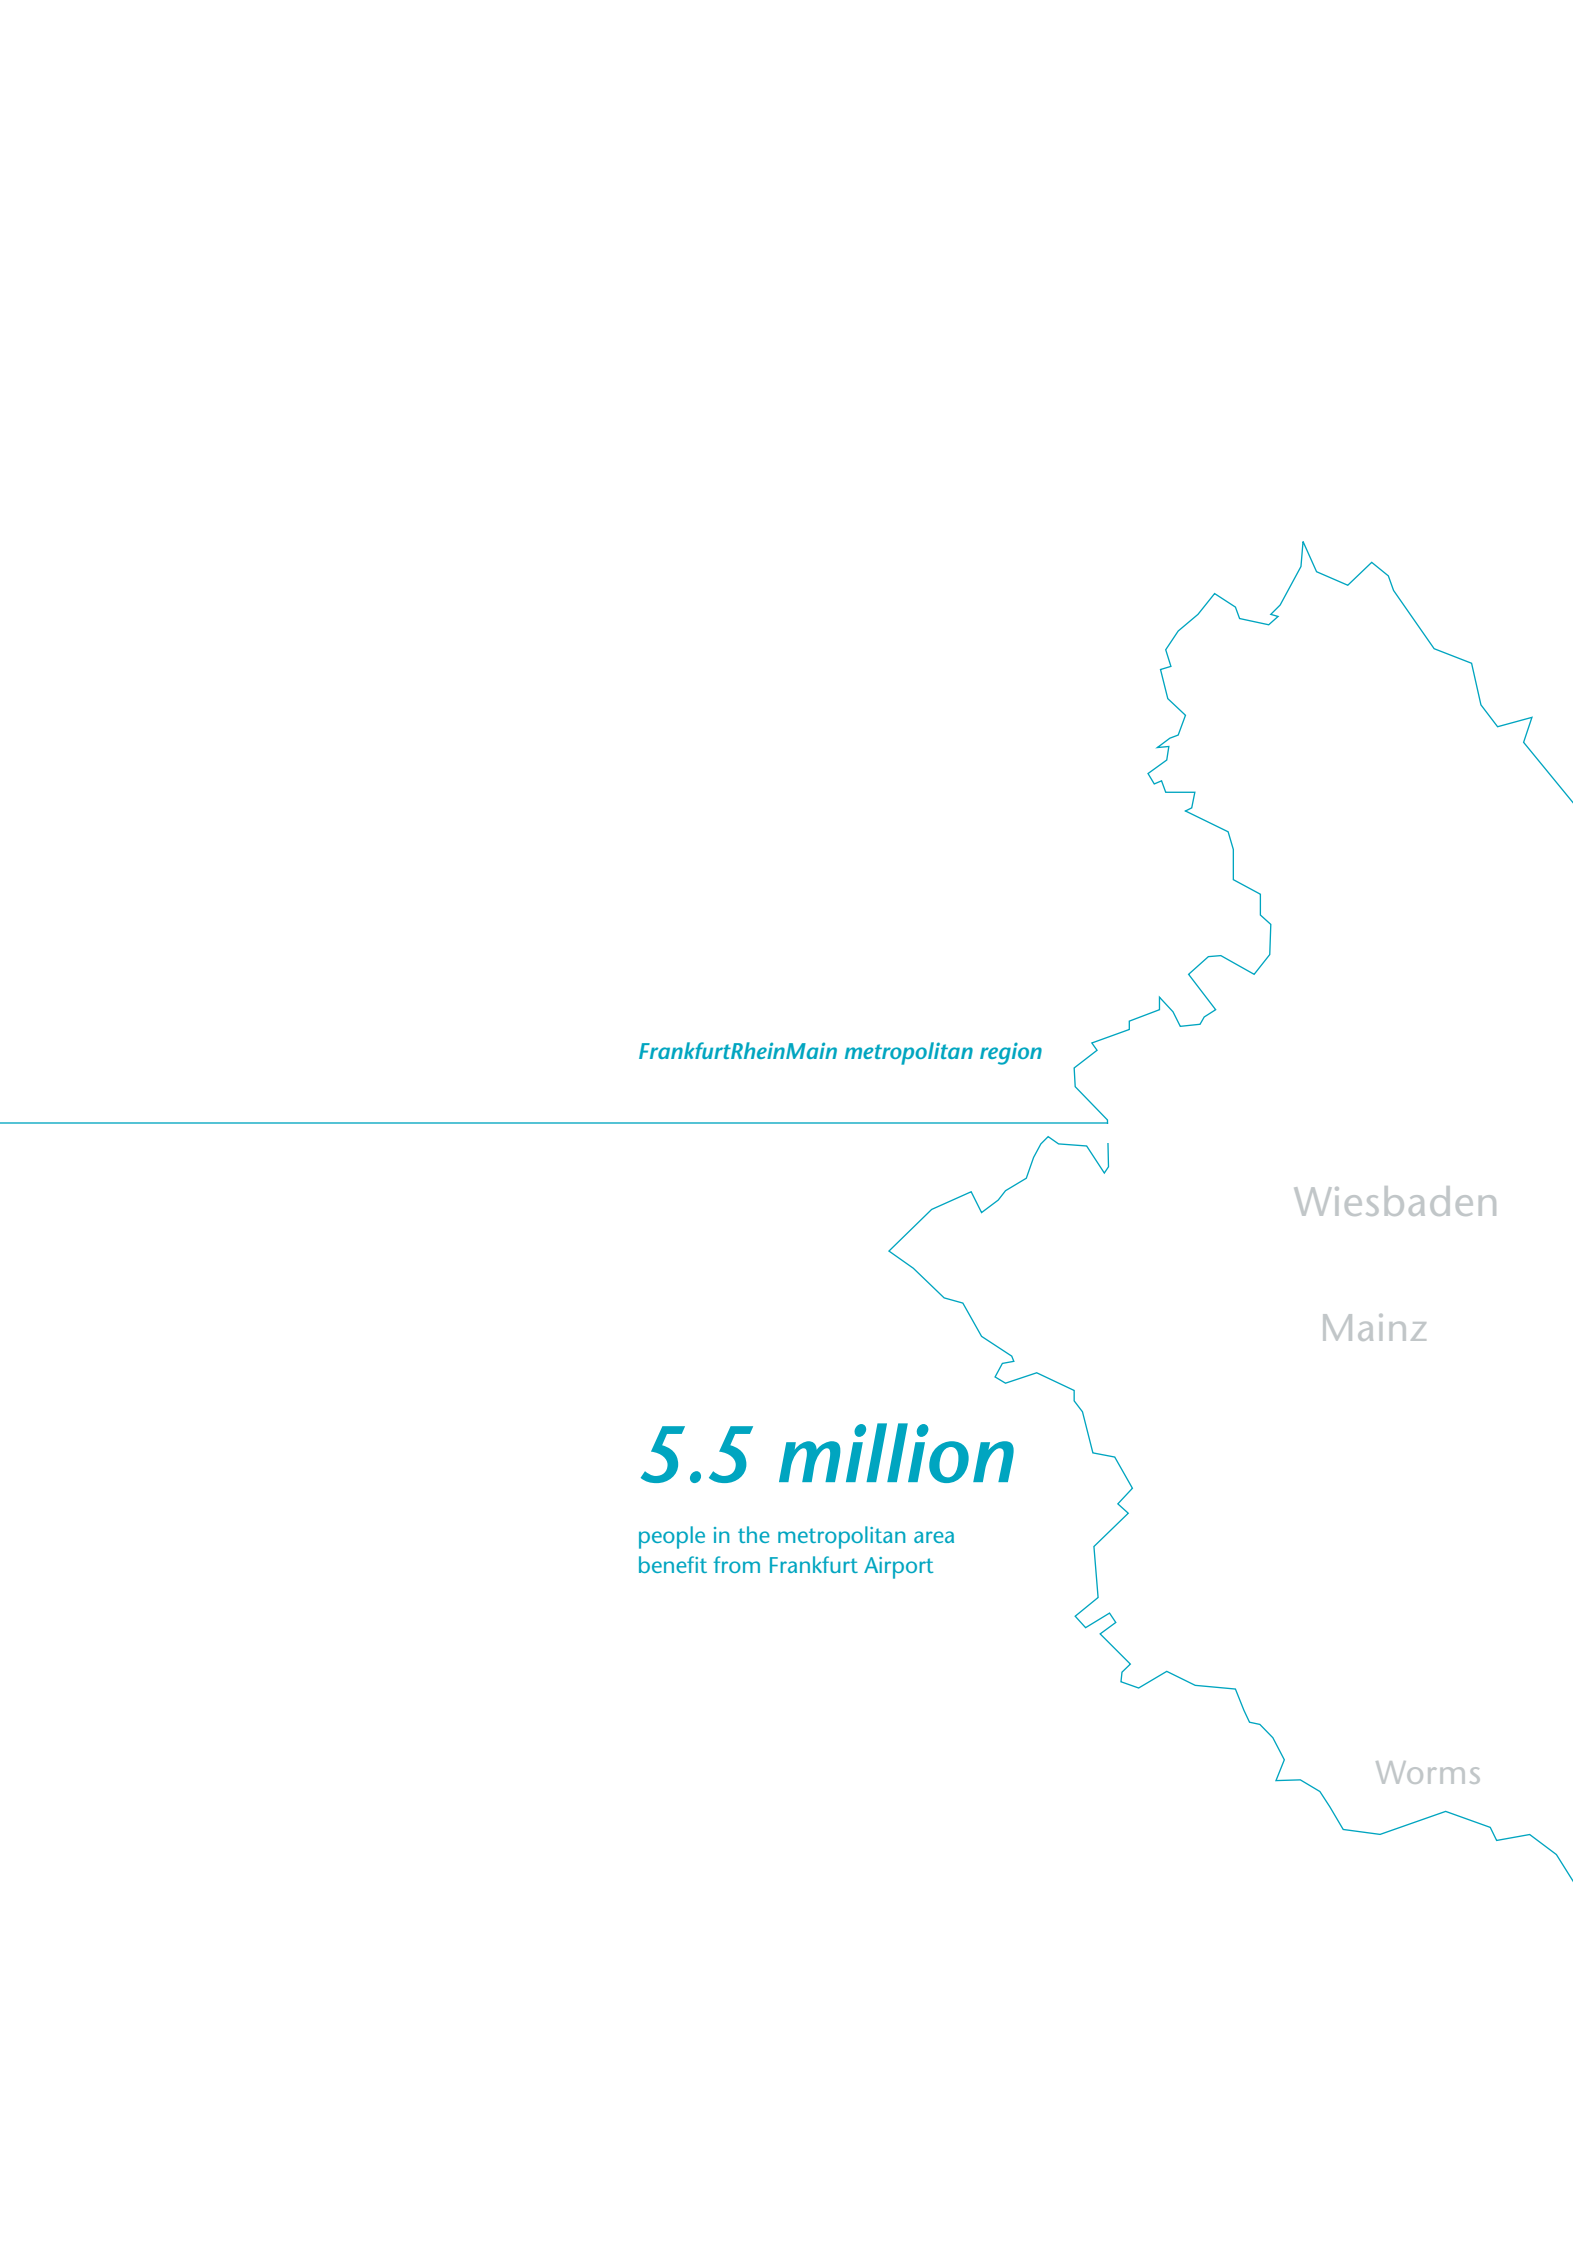 FrankfurtRheinMain metropolitan region
Wiesbaden
Mainz
5.5 million
people in the metropolitan area
benefit from Frankfurt Airport
Worms